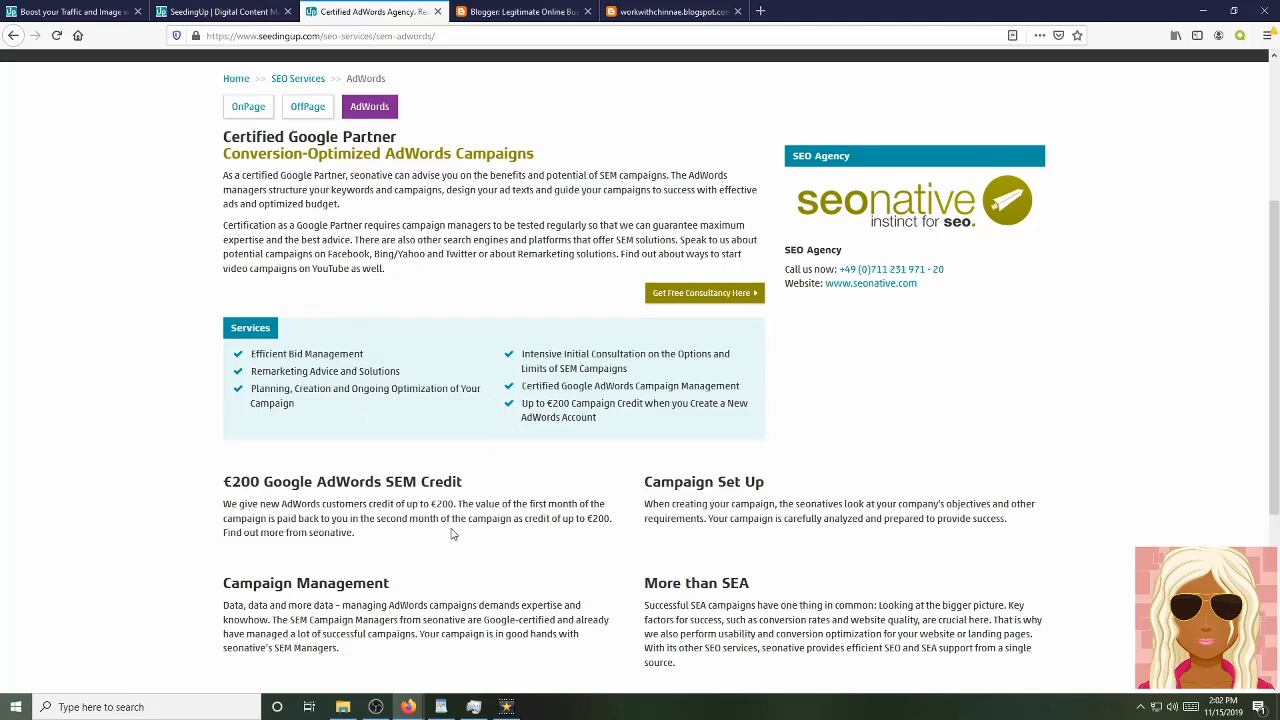 Boost your Traffic and Image w
SeedingUp | Digital Content M
Certified AdWords Agency. Re
Blogger: Legitimate Online Bu
workwithchinnae.blogspot.com
https://www.seedingup.com/seo-services/sem-adwords/
Home >> SEO Services >> AdWords
OnPage OffPage AdWords
Certified Google Partner
Conversion-Optimized AdWords Campaigns
As a certified Google Partner, seonative can advise you on the benefits and potential of SEM campaigns. The AdWords
managers structure your keywords and campaigns, design your ad texts and guide your campaigns to success with effective
ads and optimized budget.
Certification as a Google Partner requires campaign managers to be tested regularly so that we can guarantee maximum
expertise and the best advice. There are also other search engines and platforms that offer SEM solutions. Speak to us about
potential campaigns on Facebook, Bing/Yahoo and Twitter or about Remarketing solutions. Find out about ways to start
video campaigns on YouTube as well.
Get Free Consultancy Here
SEO Agency
seonative
instinct for seo.
SEO Agency
Call us now: +49 (0)711 231 971 - 20
Website: www.seonative.com
Services
Efficient Bid Management
Remarketing Advice and Solutions
Planning, Creation and Ongoing Optimization of Your
Campaign
Intensive Initial Consultation on the Options and
Limits of SEM Campaigns
Certified Google AdWords Campaign Management
Up to €200 Campaign Credit when you Create a New
AdWords Account
€200 Google AdWords SEM Credit
We give new AdWords customers credit of up to €200. The value of the first month of the
campaign is paid back to you in the second month of the campaign as credit of up to €200.
Find out more from seonative.
Campaign Set Up
When creating your campaign, the seonatives look at your company's objectives and other
requirements. Your campaign is carefully analyzed and prepared to provide success.
Campaign Management
Data, data and more data – managing AdWords campaigns demands expertise and
knowhow. The SEM Campaign Managers from seonative are Google-certified and already
have managed a lot of successful campaigns. Your campaign is in good hands with
seonative's SEM Managers.
More than SEA
Successful SEA campaigns have one thing in common: Looking at the bigger picture. Key
factors for success, such as conversion rates and website quality, are crucial here. That is why
we also perform usability and conversion optimization for your website or landing pages.
With its other SEO services, seonative provides efficient SEO and SEA support from a single
source.
Type here to search
2:02 PM
11/15/2019